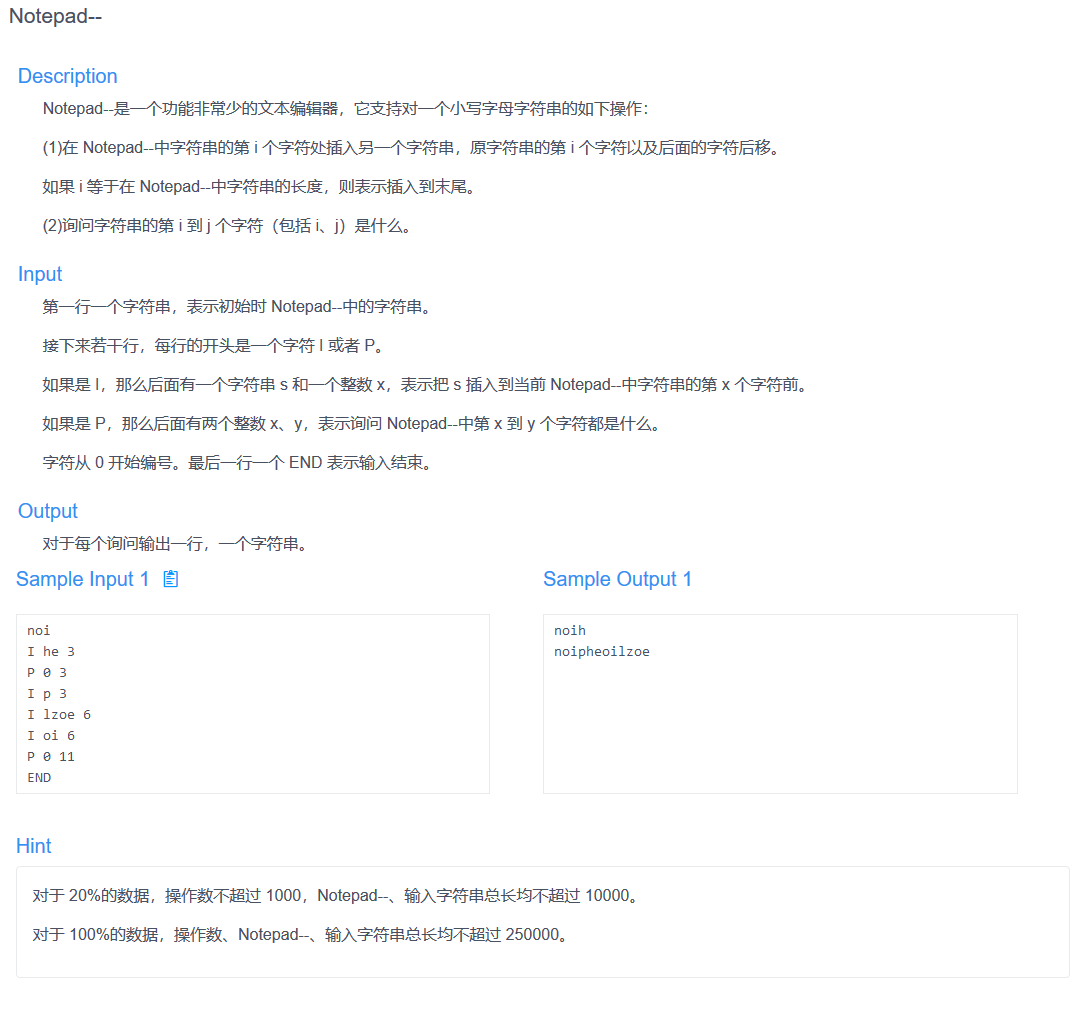 Notepad--
Description
Notepad--是一个功能非常少的文本编辑器，它支持对一个小写字母字符串的如下操作：
(1)在 Notepad--中字符串的第 i 个字符处插入另一个字符串，原字符串的第 i 个字符以及后面的字符后移。
如果 i 等于在 Notepad--中字符串的长度，则表示插入到末尾。
(2)询问字符串的第 i 到 j 个字符（包括 i、j）是什么。
Input
第一行一个字符串，表示初始时 Notepad--中的字符串。
接下来若干行，每行的开头是一个字符 I 或者 P。
如果是 I，那么后面有一个字符串 s 和一个整数 x，表示把 s 插入到当前 Notepad--中字符串的第 x 个字符前。
如果是 P，那么后面有两个整数 x、y，表示询问 Notepad--中第 x 到 y 个字符都是什么。
字符从 0 开始编号。最后一行一个 END 表示输入结束。
Output
对于每个询问输出一行，一个字符串。
Sample Input 1
noi
I he 3
P 0 3
I p 3
I lzoe 6
I oi 6
P 0 11
END
Sample Output 1
noih
noipheoilzoe
Hint
对于 20%的数据，操作数不超过 1000，Notepad--、输入字符串总长均不超过 10000。
对于 100%的数据，操作数、Notepad--、输入字符串总长均不超过 250000。